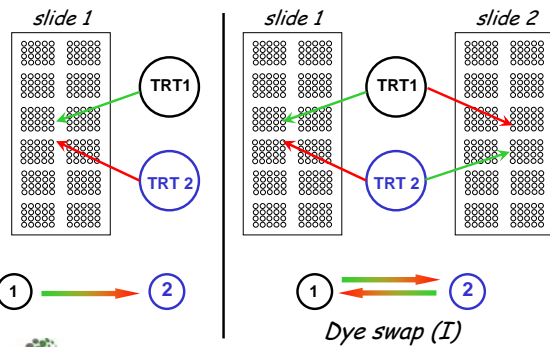 slide 1
TRT1
TRT 2
1
2
slide 1
slide 2
TRT1
TRT 2
1
2
Dye swap (I)